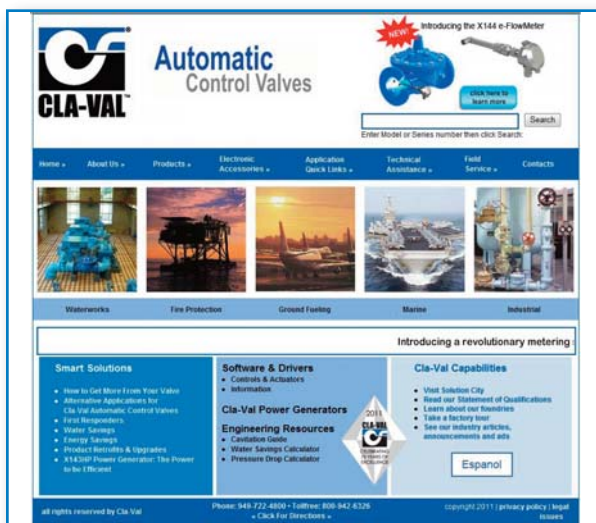 NEW!
Introducing the X144 e-FlowMeter
CLA-VAL™
Automatic
Control Valves
click here to
learn more
Search
Enter Model or Series number then click Search:
Home »
About Us »
Products »
Electronic
Accessories »
Application
Quick Links »
Technical
Assistance »
Field
Service »
Contacts
Waterworks
Fire Protection
Ground Fueling
Marine
Industrial
Introducing a revolutionary metering
Smart Solutions
• How to Get More From Your Valve
• Alternative Applications for
Cla-Val Automatic Control Valves
• First Responders
• Water Savings
• Energy Savings
• Product Retrofits & Upgrades
• X143HP Power Generator: The Power
to be Efficient
Software & Drivers
• Controls & Actuators
• Information
Cla-Val Power Generators
Engineering Resources
• Cavitation Guide
• Water Savings Calculator
• Pressure Drop Calculator
2011
CLA-VAL
CELEBRATING
75 YEARS OF
EXCELLENCE
Cla-Val Capabilities
• Visit Solution City
• Read our Statement of Qualifications
• Learn about our foundries
• Take a factory tour
• See our industry articles,
announcements and ads
Espanol
all rights reserved by Cla-Val
Phone: 949-722-4800 • Tollfree: 800-942-6326
« Click For Directions »
copyright 2011 | privacy policy | legal
issues